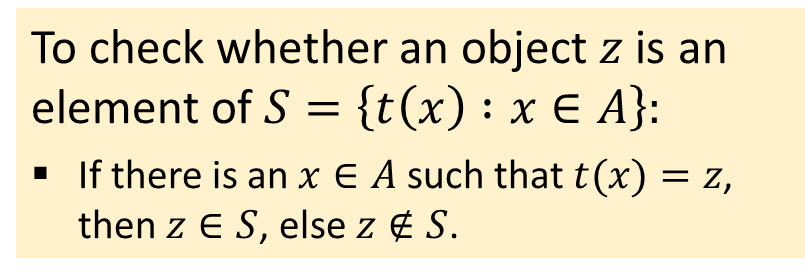 To check whether an object 𝑧 is an
element of 𝑆 = {𝑡(𝑥) : 𝑥 ∈ 𝐴}:
▪ If there is an 𝑥 ∈ 𝐴 such that 𝑡(𝑥) = 𝑧,
then 𝑧 ∈ 𝑆, else 𝑧 ∉ 𝑆.